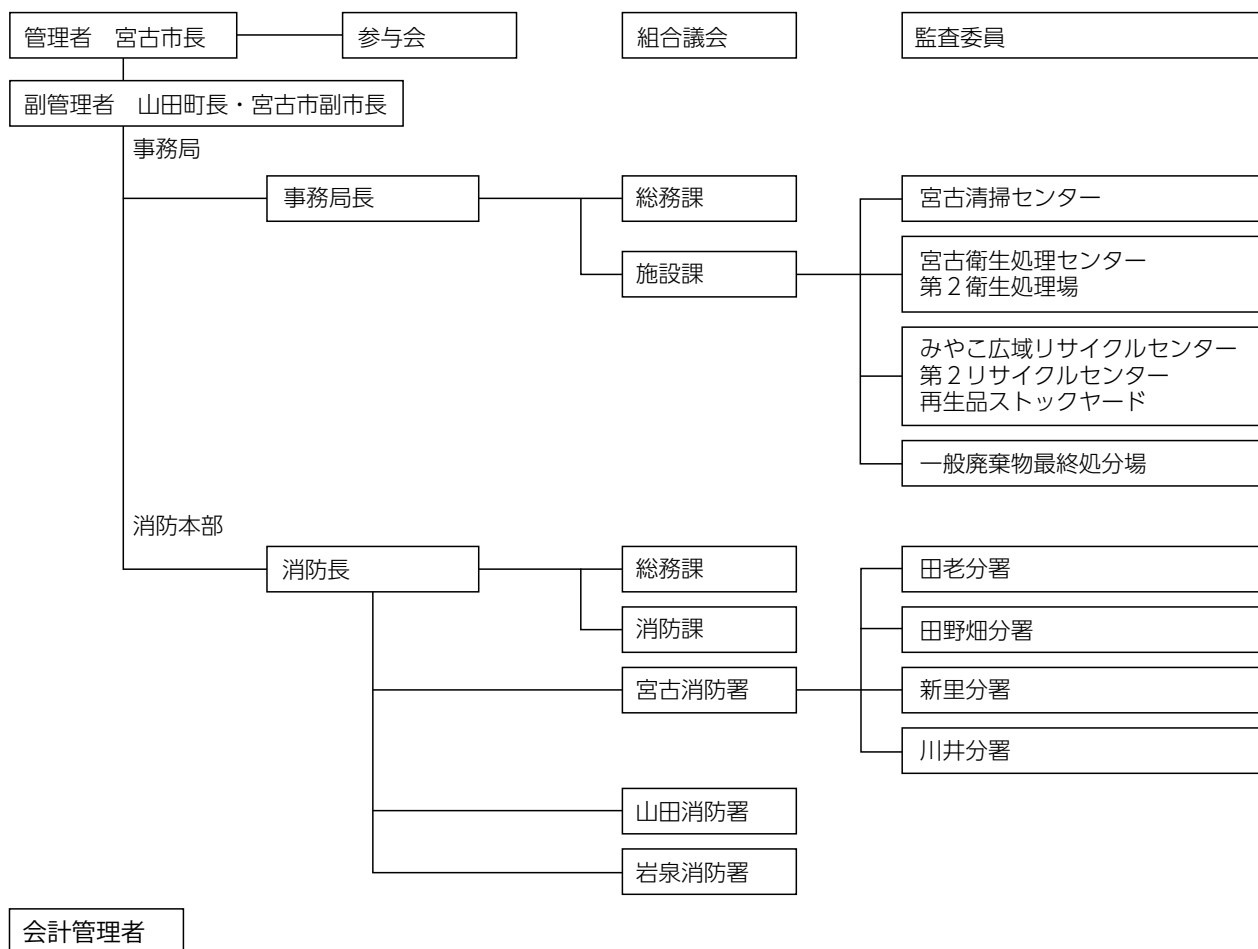 管理者　宮古市長
参与会
組合議会
監査委員
副管理者　山田町長・宮古市副市長
事務局
事務局長
総務課
宮古清掃センター
施設課
宮古衛生処理センター
第２衛生処理場
みやこ広域リサイクルセンター
第２リサイクルセンター
再生品ストックヤード
一般廃棄物最終処分場
消防本部
消防長
総務課
田老分署
消防課
田野畑分署
宮古消防署
新里分署
川井分署
山田消防署
岩泉消防署
会計管理者